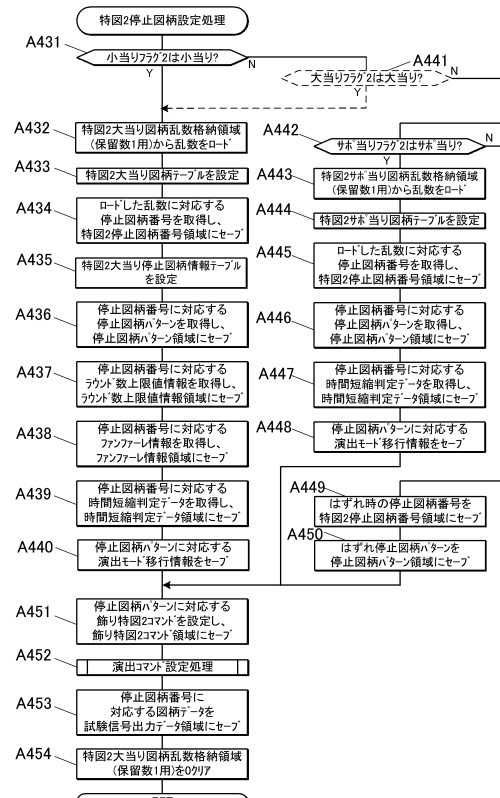 特図2停止図柄設定処理
A431
小当りフラグ2は小当り?
N
Y
A441
大当りフラグ2は大当り?
N
Y
A432
特図2大当り図柄乱数格納領域
(保留数1用)から乱数をロード
A433
特図2大当り図柄テーブルを設定
A434
ロードした乱数に対応する
停止図柄番号を取得し、
特図2停止図柄番号領域にセーブ
A435
特図2大当り停止図柄情報テーブル
を設定
A436
停止図柄番号に対応する
停止図柄パターンを取得し、
停止図柄パターン領域にセーブ
A437
停止図柄番号に対応する
ラウンド数上限値情報を取得し、
ラウンド数上限値情報領域にセーブ
A438
停止図柄番号に対応する
ファンファーレ情報を取得し、
ファンファーレ情報領域にセーブ
A439
停止図柄番号に対応する
時間短縮判定データを取得し、
時間短縮判定データ領域にセーブ
A440
停止図柄パターンに対応する
演出モード移行情報をセーブ
A442
サポ当りフラグ2はサポ当り?
N
Y
A443
特図2サポ当り図柄乱数格納領域
(保留数1用)から乱数をロード
A444
特図2サポ当り図柄テーブルを設定
A445
ロードした乱数に対応する
停止図柄番号を取得し、
特図2停止図柄番号領域にセーブ
A446
停止図柄番号に対応する
停止図柄パターンを取得し、
停止図柄パターン領域にセーブ
A447
停止図柄番号に対応する
時間短縮判定データを取得し、
時間短縮判定データ領域にセーブ
A448
停止図柄パターンに対応する
演出モード移行情報をセーブ
A449
はずれ時の停止図柄番号を
特図2停止図柄番号領域にセーブ
A450
はずれ停止図柄パターンを
停止図柄パターン領域にセーブ
A451
停止図柄パターンに対応する
飾り特図2コマンドを設定し、
飾り特図2コマンド領域にセーブ
A452
演出コマンド設定処理
A453
停止図柄番号に
対応する図柄データを
試験信号出力データ領域にセーブ
A454
特図2大当り図柄乱数格納領域
(保留数1用)を0クリア